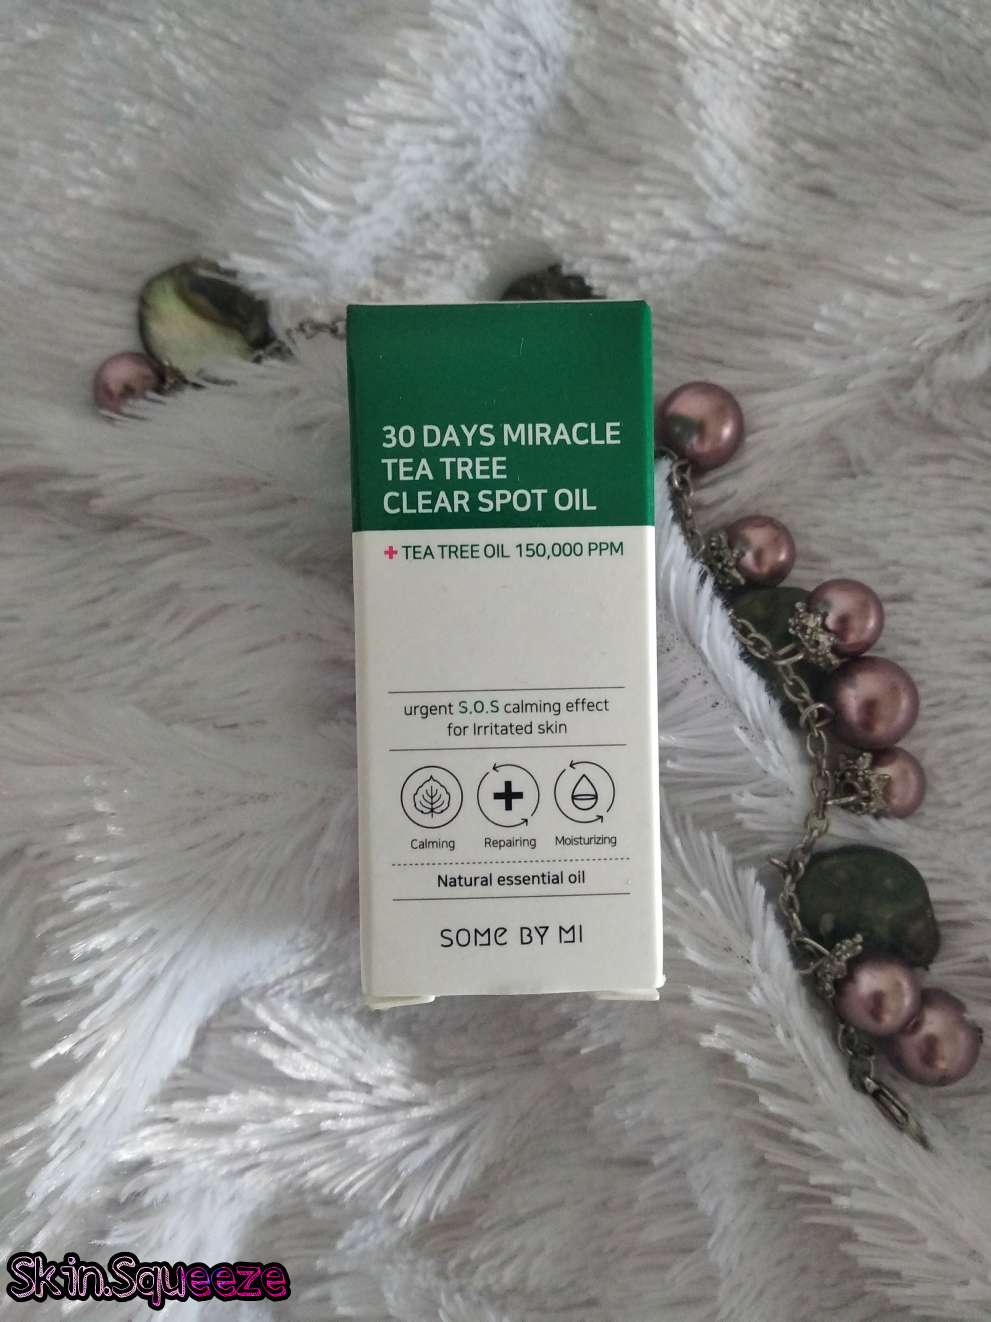 30 DAYS MIRACLE
TEA TREE
CLEAR SPOT OIL
+ TEA TREE OIL 150,000 PPM
urgent S.O.S calming effect
for Irritated skin
Calming Repairing Moisturizing
Natural essential oil
SOME BY MI
Skin.Squeeze